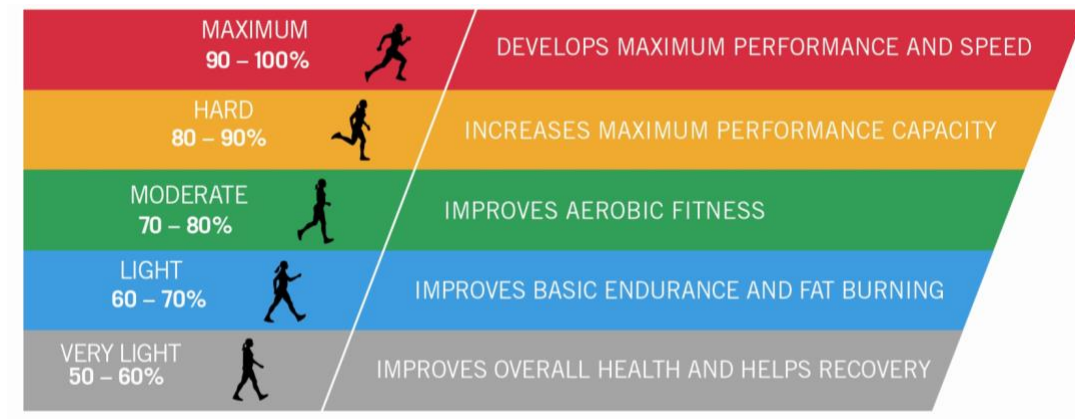 MAXIMUM
90 – 100%
DEVELOPS MAXIMUM PERFORMANCE AND SPEED
HARD
80 – 90%
INCREASES MAXIMUM PERFORMANCE CAPACITY
MODERATE
70 – 80%
IMPROVES AEROBIC FITNESS
LIGHT
60 – 70%
IMPROVES BASIC ENDURANCE AND FAT BURNING
VERY LIGHT
50 – 60%
IMPROVES OVERALL HEALTH AND HELPS RECOVERY